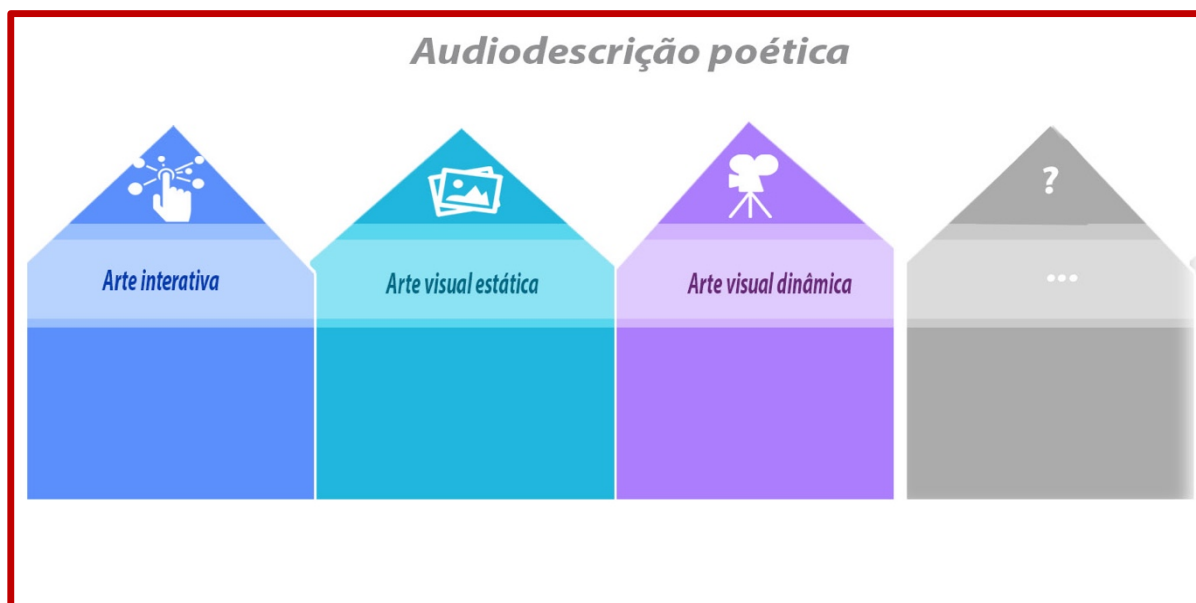 Audiodescrição poética
?
Arte interativa
Arte visual estática
Arte visual dinâmica
...